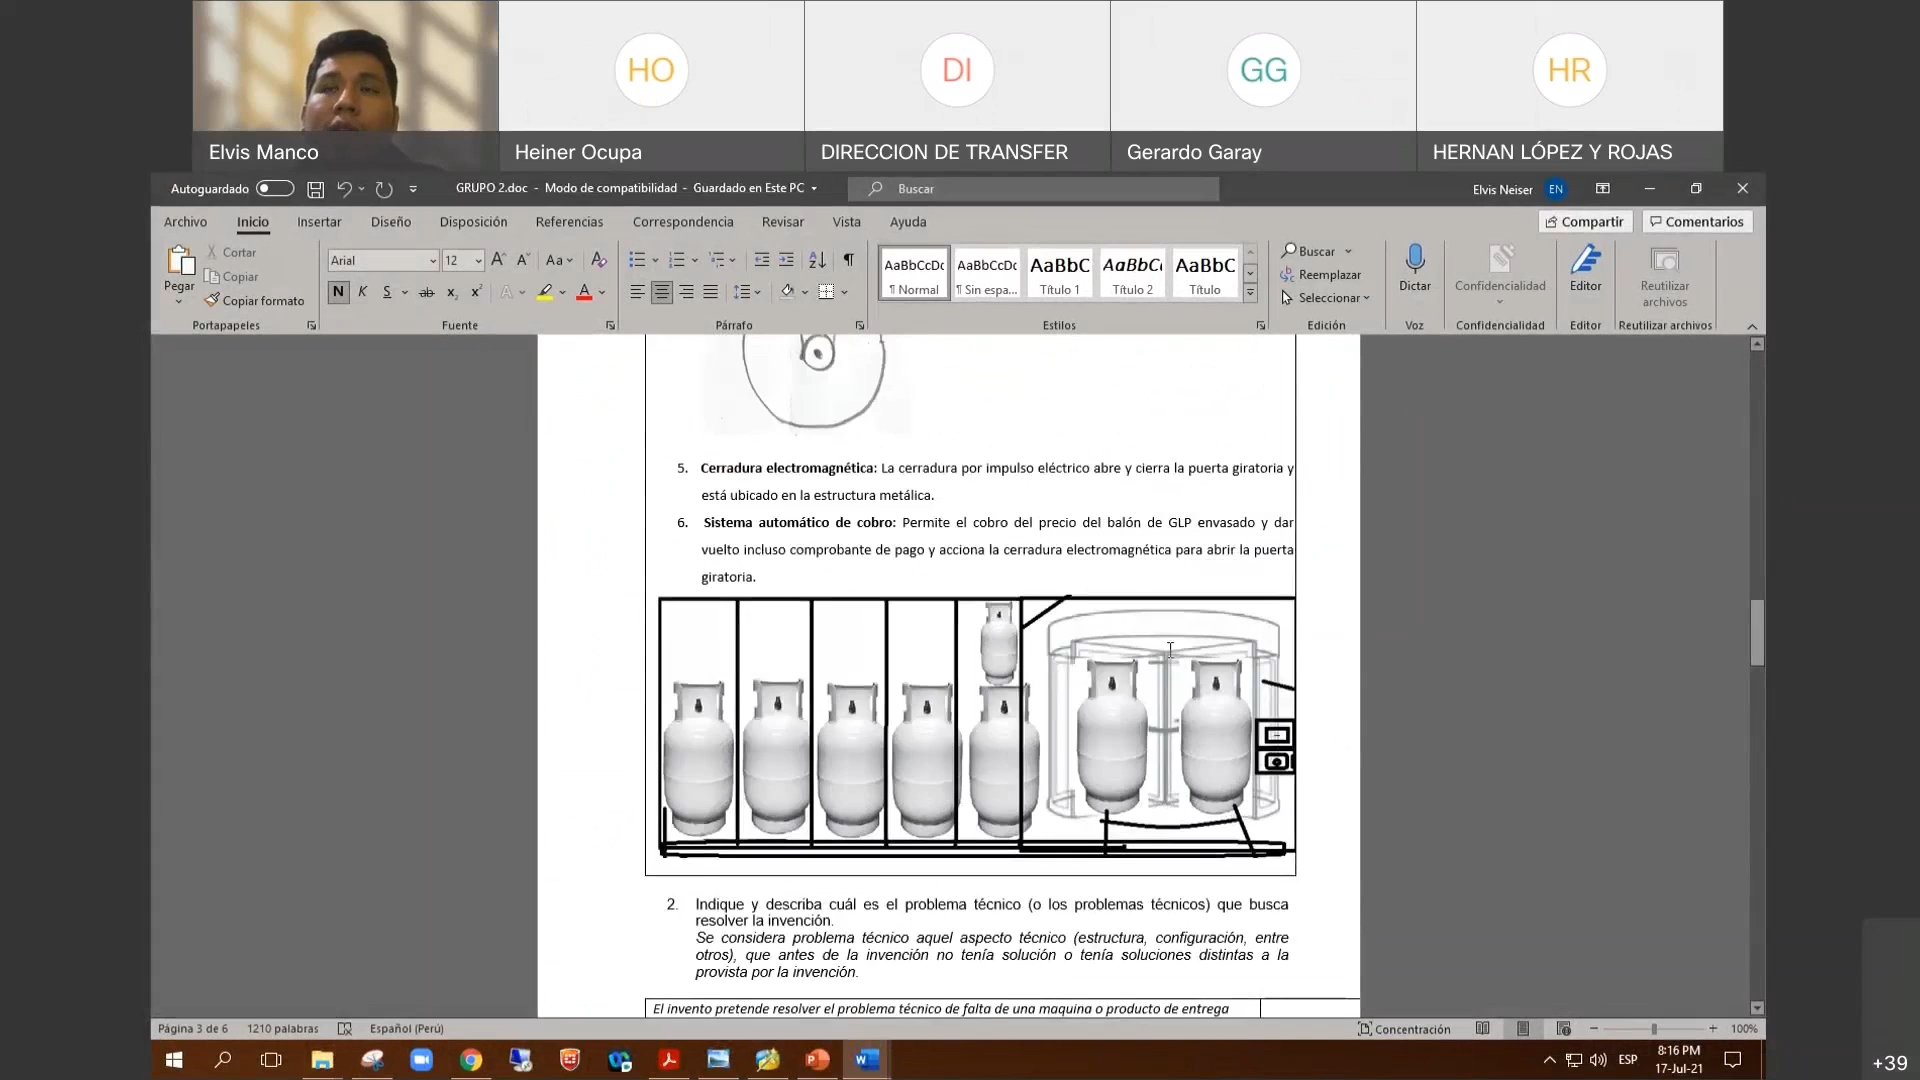 HO
DI
GG
HR
Elvis Manco
Heiner Ocupa
DIRECCION DE TRANSFER
Gerardo Garay
HERNAN LÓPEZ Y ROJAS
Autoguardado
GRUPO 2.doc - Modo de compatibilidad - Guardado en Este PC
Buscar
Elvis Neiser
EN
Archivo
Inicio
Insertar
Diseño
Disposición
Referencias
Correspondencia
Revisar
Vista
Ayuda
Compartir
Comentarios
Pegar
Cortar
Copiar
Copiar formato
Portapapeles
Arial
12
Aa
N K S ab x₂ x² A A
Fuente
Párrafo
AaBbCcDc
¶ Normal
AaBbCcDc
¶ Sin espa...
AaBbC
Título 1
AaBbC
Título 2
AaBbC
Título
Estilos
Buscar
Reemplazar
Seleccionar
Edición
Dictar
Voz
Confidencialidad
Confidencialidad
Editor
Editor
Reutilizar
archivos
Reutilizar archivos
5. Cerradura electromagnética: La cerradura por impulso eléctrico abre y cierra la puerta giratoria y
está ubicado en la estructura metálica.
6. Sistema automático de cobro: Permite el cobro del precio del balón de GLP envasado y dar
vuelto incluso comprobante de pago y acciona la cerradura electromagnética para abrir la puerta
giratoria.
2. Indique y describa cuál es el problema técnico (o los problemas técnicos) que busca
resolver la invención.
Se considera problema técnico aquel aspecto técnico (estructura, configuración, entre
otros), que antes de la invención no tenía solución o tenía soluciones distintas a la
provista por la invención.
El invento pretende resolver el problema técnico de falta de una maquina o producto de entrega
Página 3 de 6
1210 palabras
Español (Perú)
Concentración
100%
ESP
8:16 PM
17-Jul-21
+39